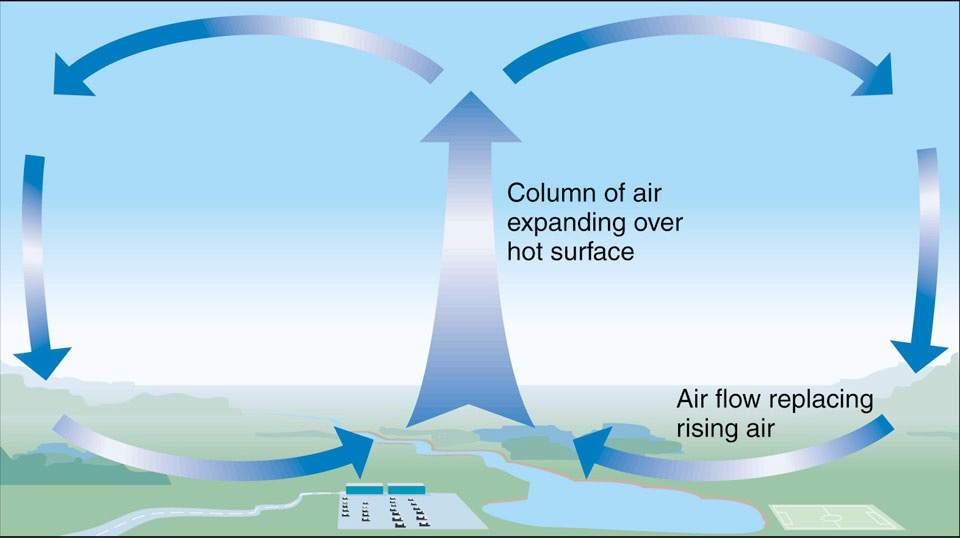 Column of air
expanding over
hot surface
Air flow replacing
rising air